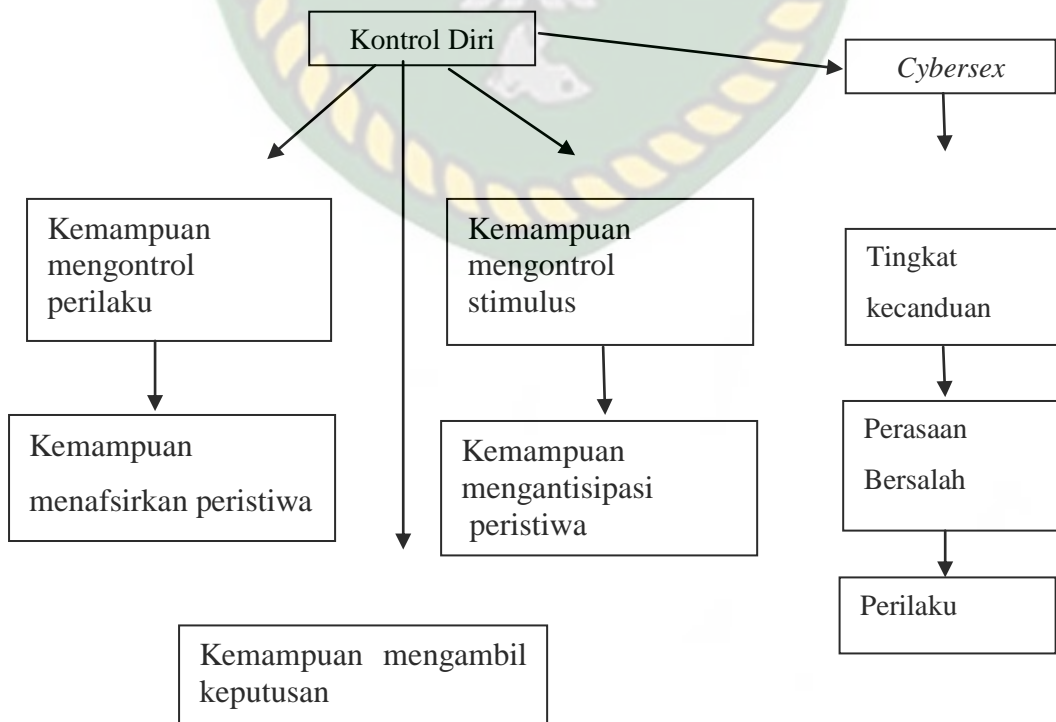 Kontrol Diri
Cybersex
Kemampuan
mengontrol
perilaku
Kemampuan
mengontrol
stimulus
Tingkat
kecanduan
Kemampuan
menafsirkan peristiwa
Kemampuan
mengantisipasi
peristiwa
Perasaan
Bersalah
Perilaku
Kemampuan mengambil
keputusan